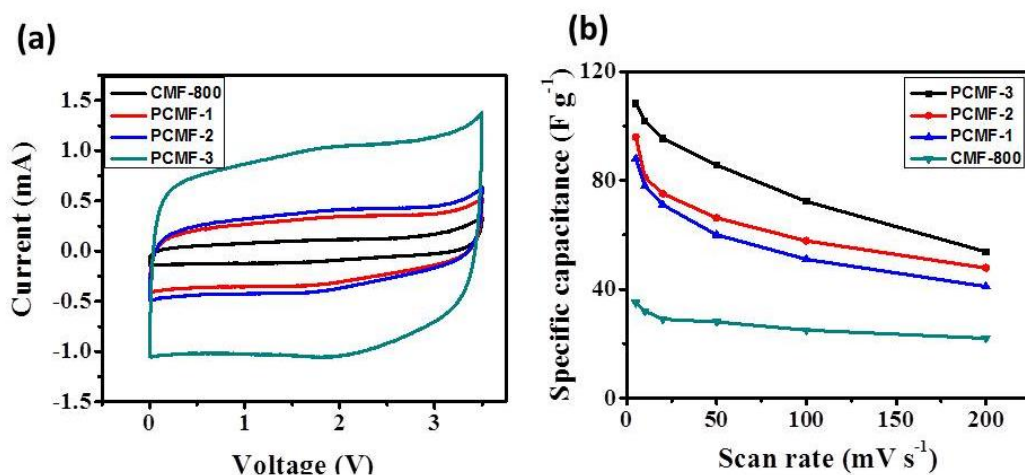 (a)
CMF-800
PCMF-1
PCMF-2
PCMF-3
1.5
1.0
0.5
0.0
-0.5
-1.0
-1.5
Current (mA)
0
1
2
3
Voltage (V)
(b)
PCMF-3
PCMF-2
PCMF-1
CMF-800
120
80
40
0
Specific capacitance (F g-1)
0
50
100
150
200
Scan rate (mV s-1)